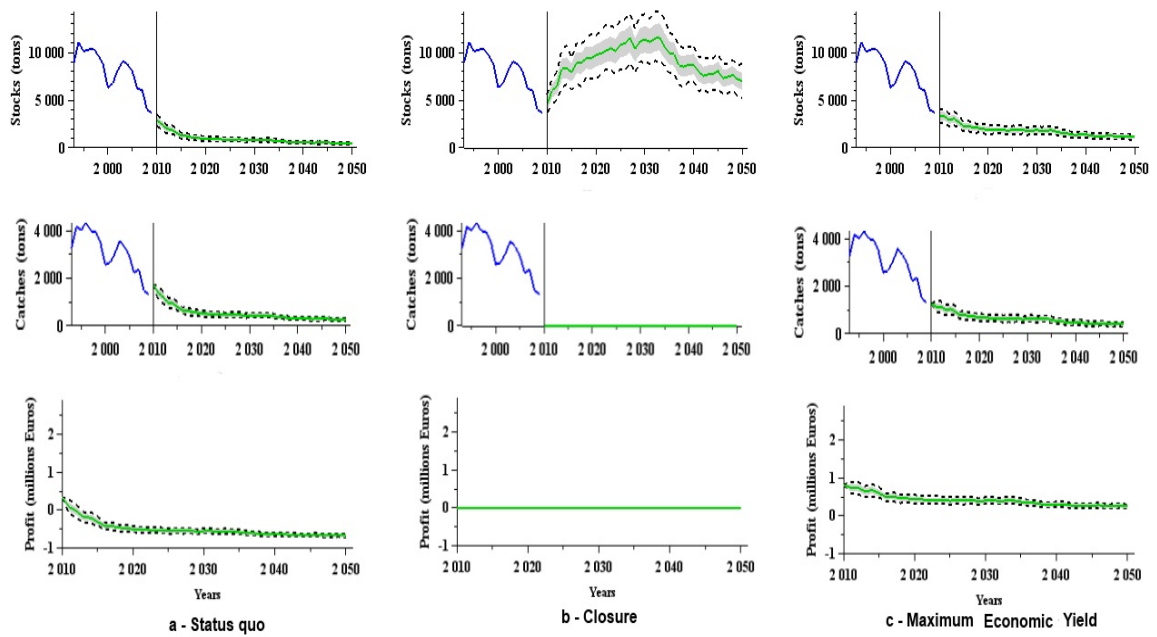 Stocks (tons)
10 000
5 000
0
2 000 2 010 2 020 2 030 2 040 2 050
Stocks (tons)
10 000
5 000
0
2 000 2 010 2 020 2 030 2 040 2 050
Stocks (tons)
10 000
5 000
0
2 000 2 010 2 020 2 030 2 040 2 050
Catches (tons)
4 000
2 000
0
2 000 2 010 2 020 2 030 2 040 2 050
Catches (tons)
4 000
2 000
0
2 000 2 010 2 020 2 030 2 040 2 050
Catches (tons)
4 000
2 000
0
2 000 2 010 2 020 2 030 2 040 2 050
Profit (millions Euros)
2
1
0
-1
2 010 2 020 2 030 2 040 2 050
Years
a - Status quo
Profit (millions Euros)
2
1
0
-1
2 010 2 020 2 030 2 040 2 050
Years
b - Closure
Profit (millions Euros)
2
1
0
-1
2 010 2 020 2 030 2 040 2 050
Years
c - Maximum Economic Yield